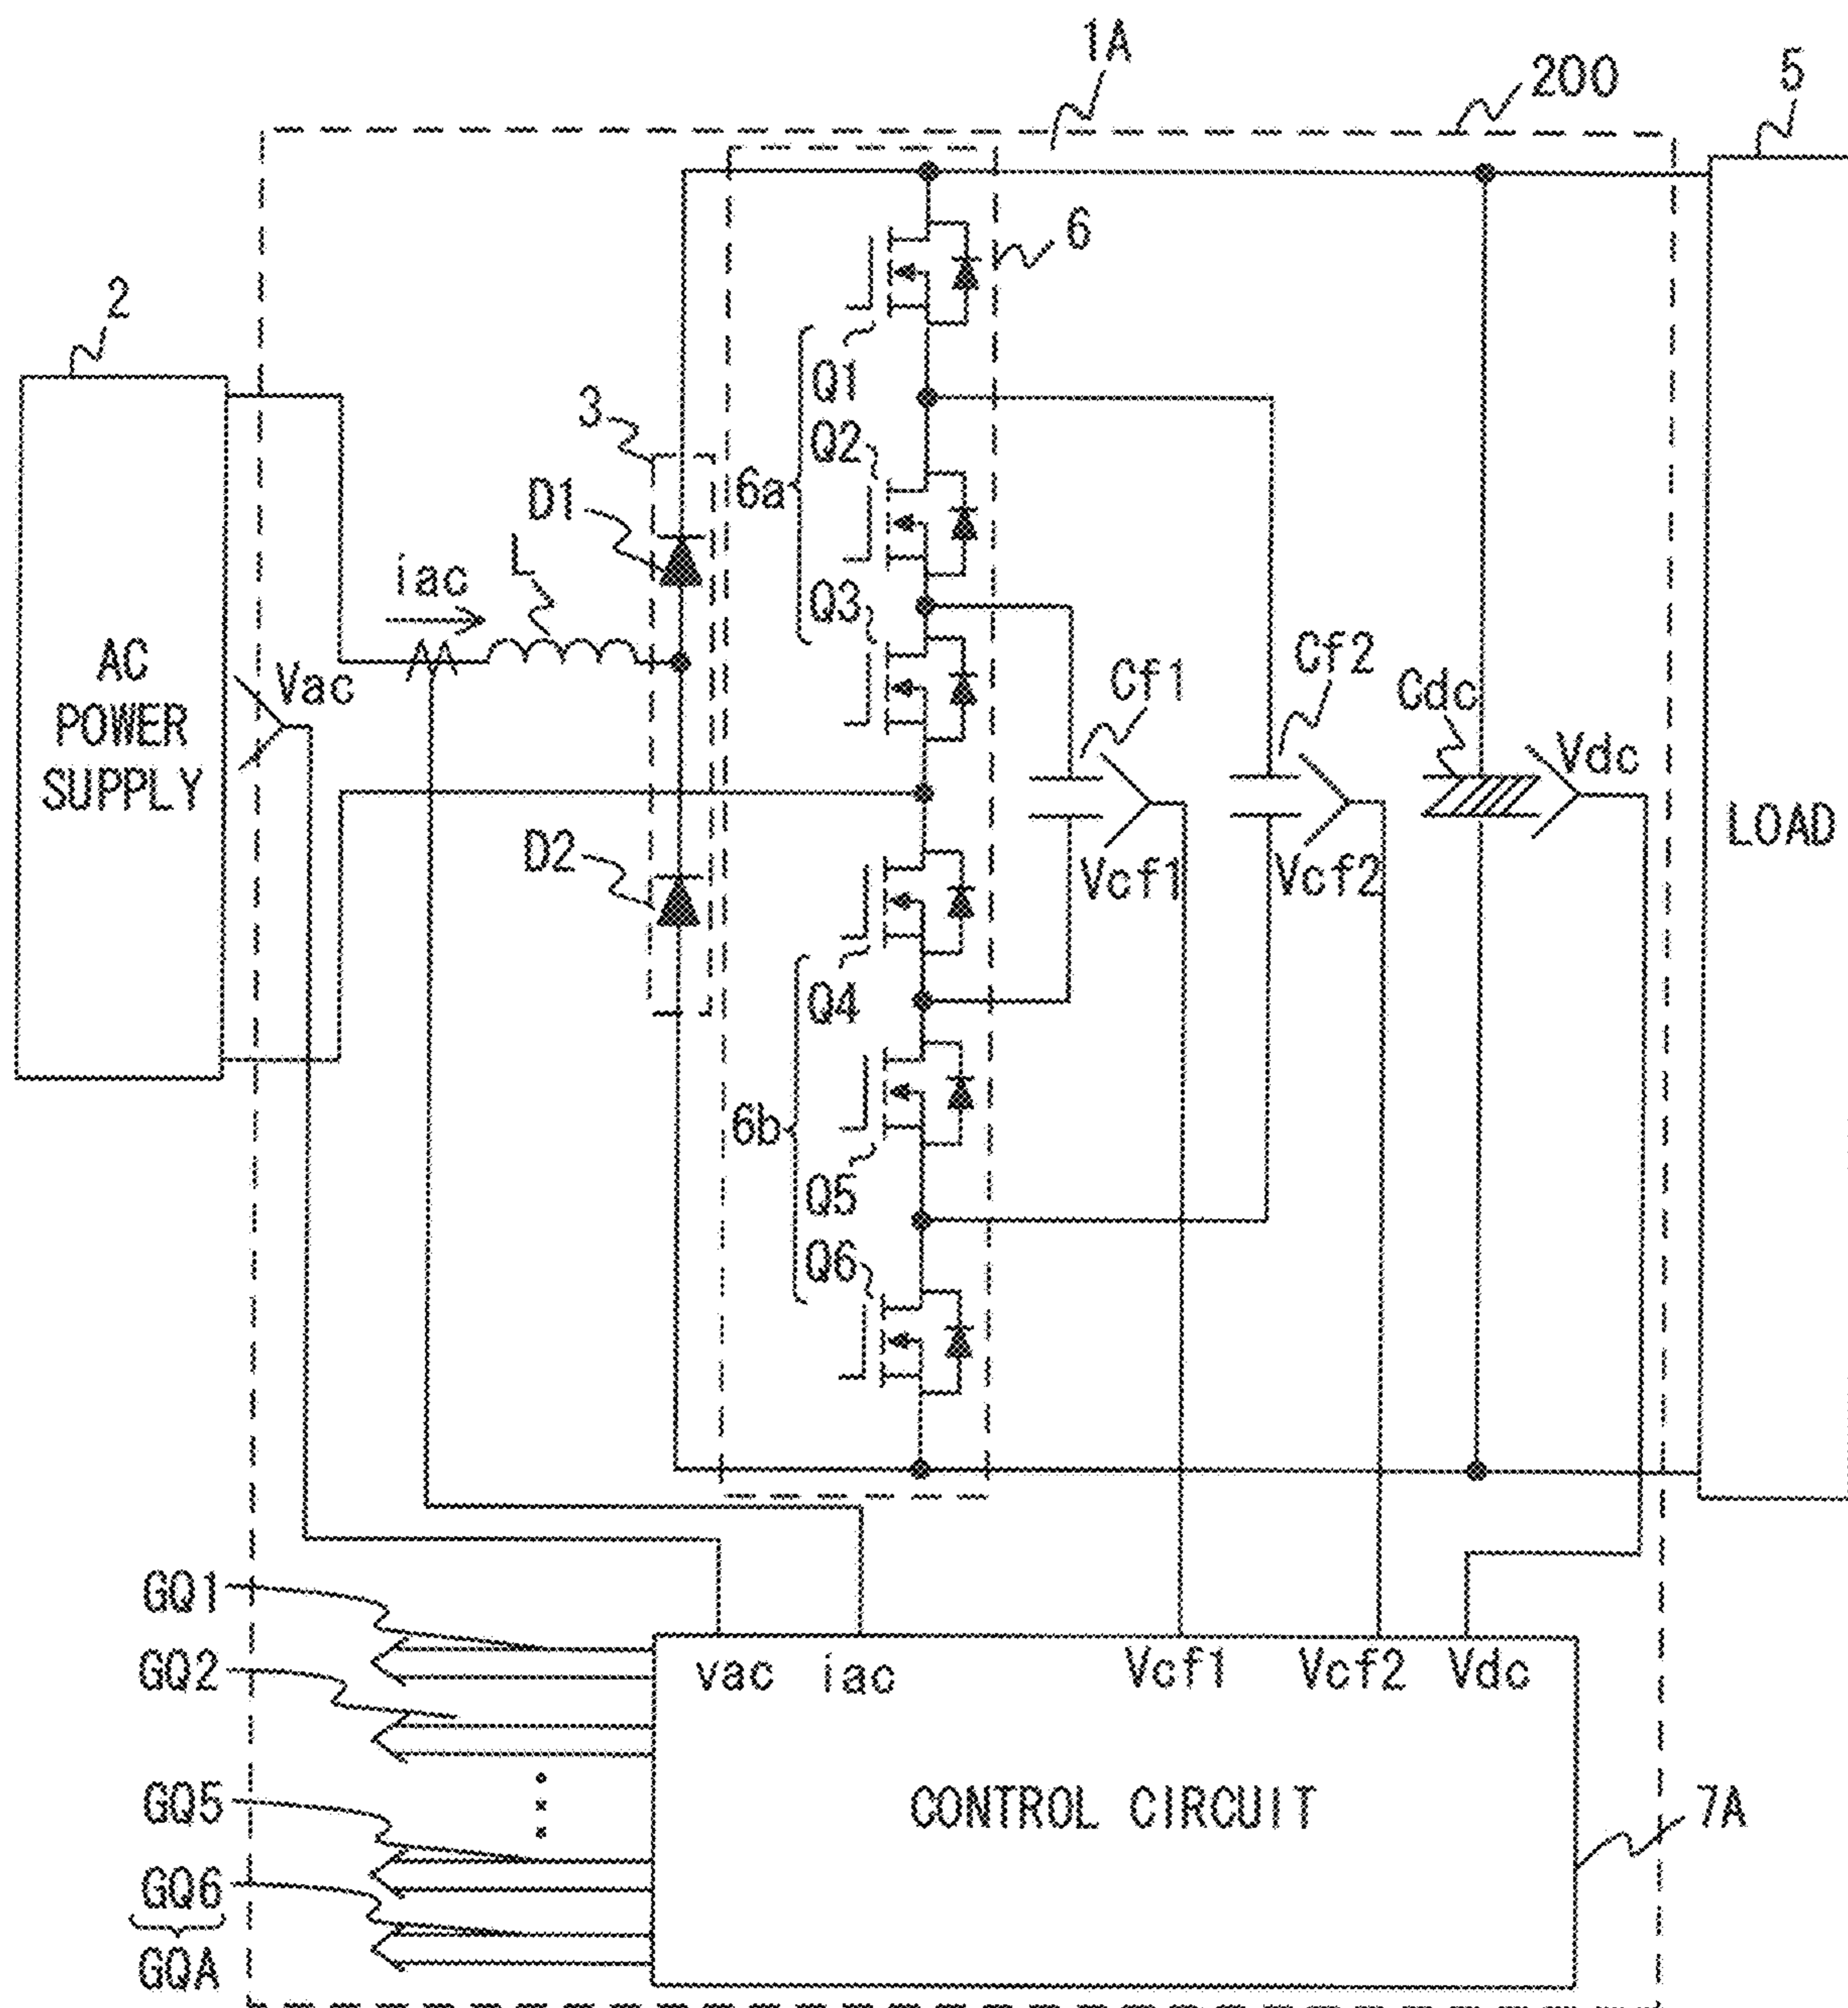 1A
200
5
2
6
Q1
3
Q2
6a
D1
L
iac
Q3
AC
POWER
SUPPLY
Vac
Cf1
Cf2
Cdc
Vdc
LOAD
D2
Vcf1
Vcf2
Q4
6b
Q5
Q6
GQ1
GQ2
vac
iac
Vcf1
Vcf2
Vdc
GQ5
CONTROL CIRCUIT
7A
GQ6
GQA